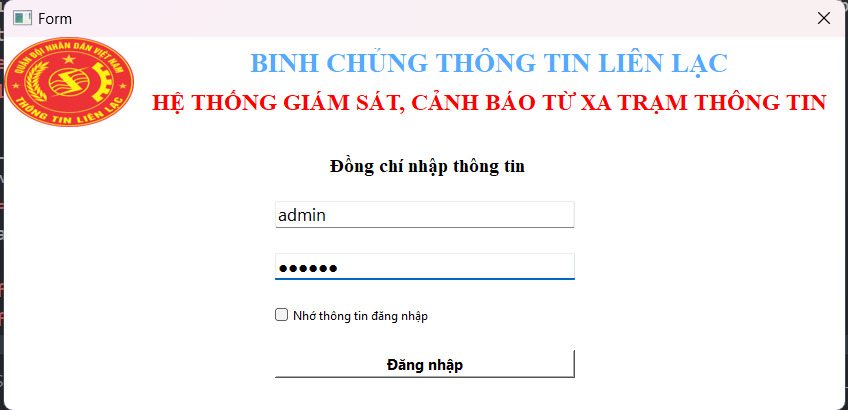 Form
QUÂN ĐỘI NHÂN DÂN VIỆT NAM
THÔNG TIN LIÊN LẠC
BINH CHỦNG THÔNG TIN LIÊN LẠC
HỆ THỐNG GIÁM SÁT, CẢNH BÁO TỪ XA TRẠM THÔNG TIN
Đồng chí nhập thông tin
admin
●●●●●●
Nhớ thông tin đăng nhập
Đăng nhập